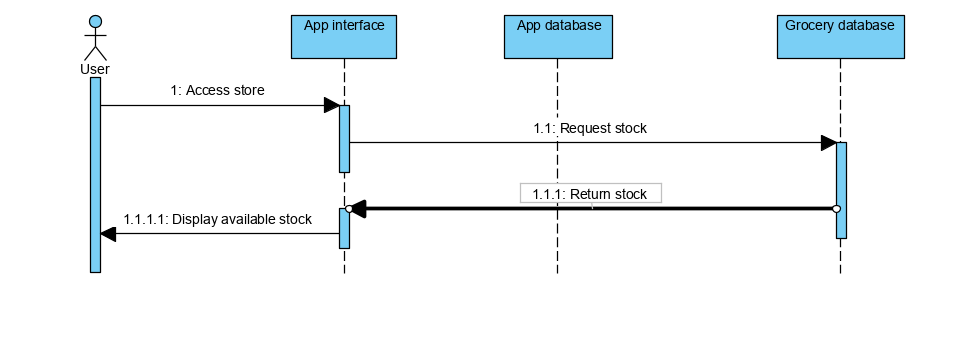 App interface
App database
Grocery database
User
1: Access store
1.1: Request stock
1.1.1: Return stock
1.1.1.1: Display available stock